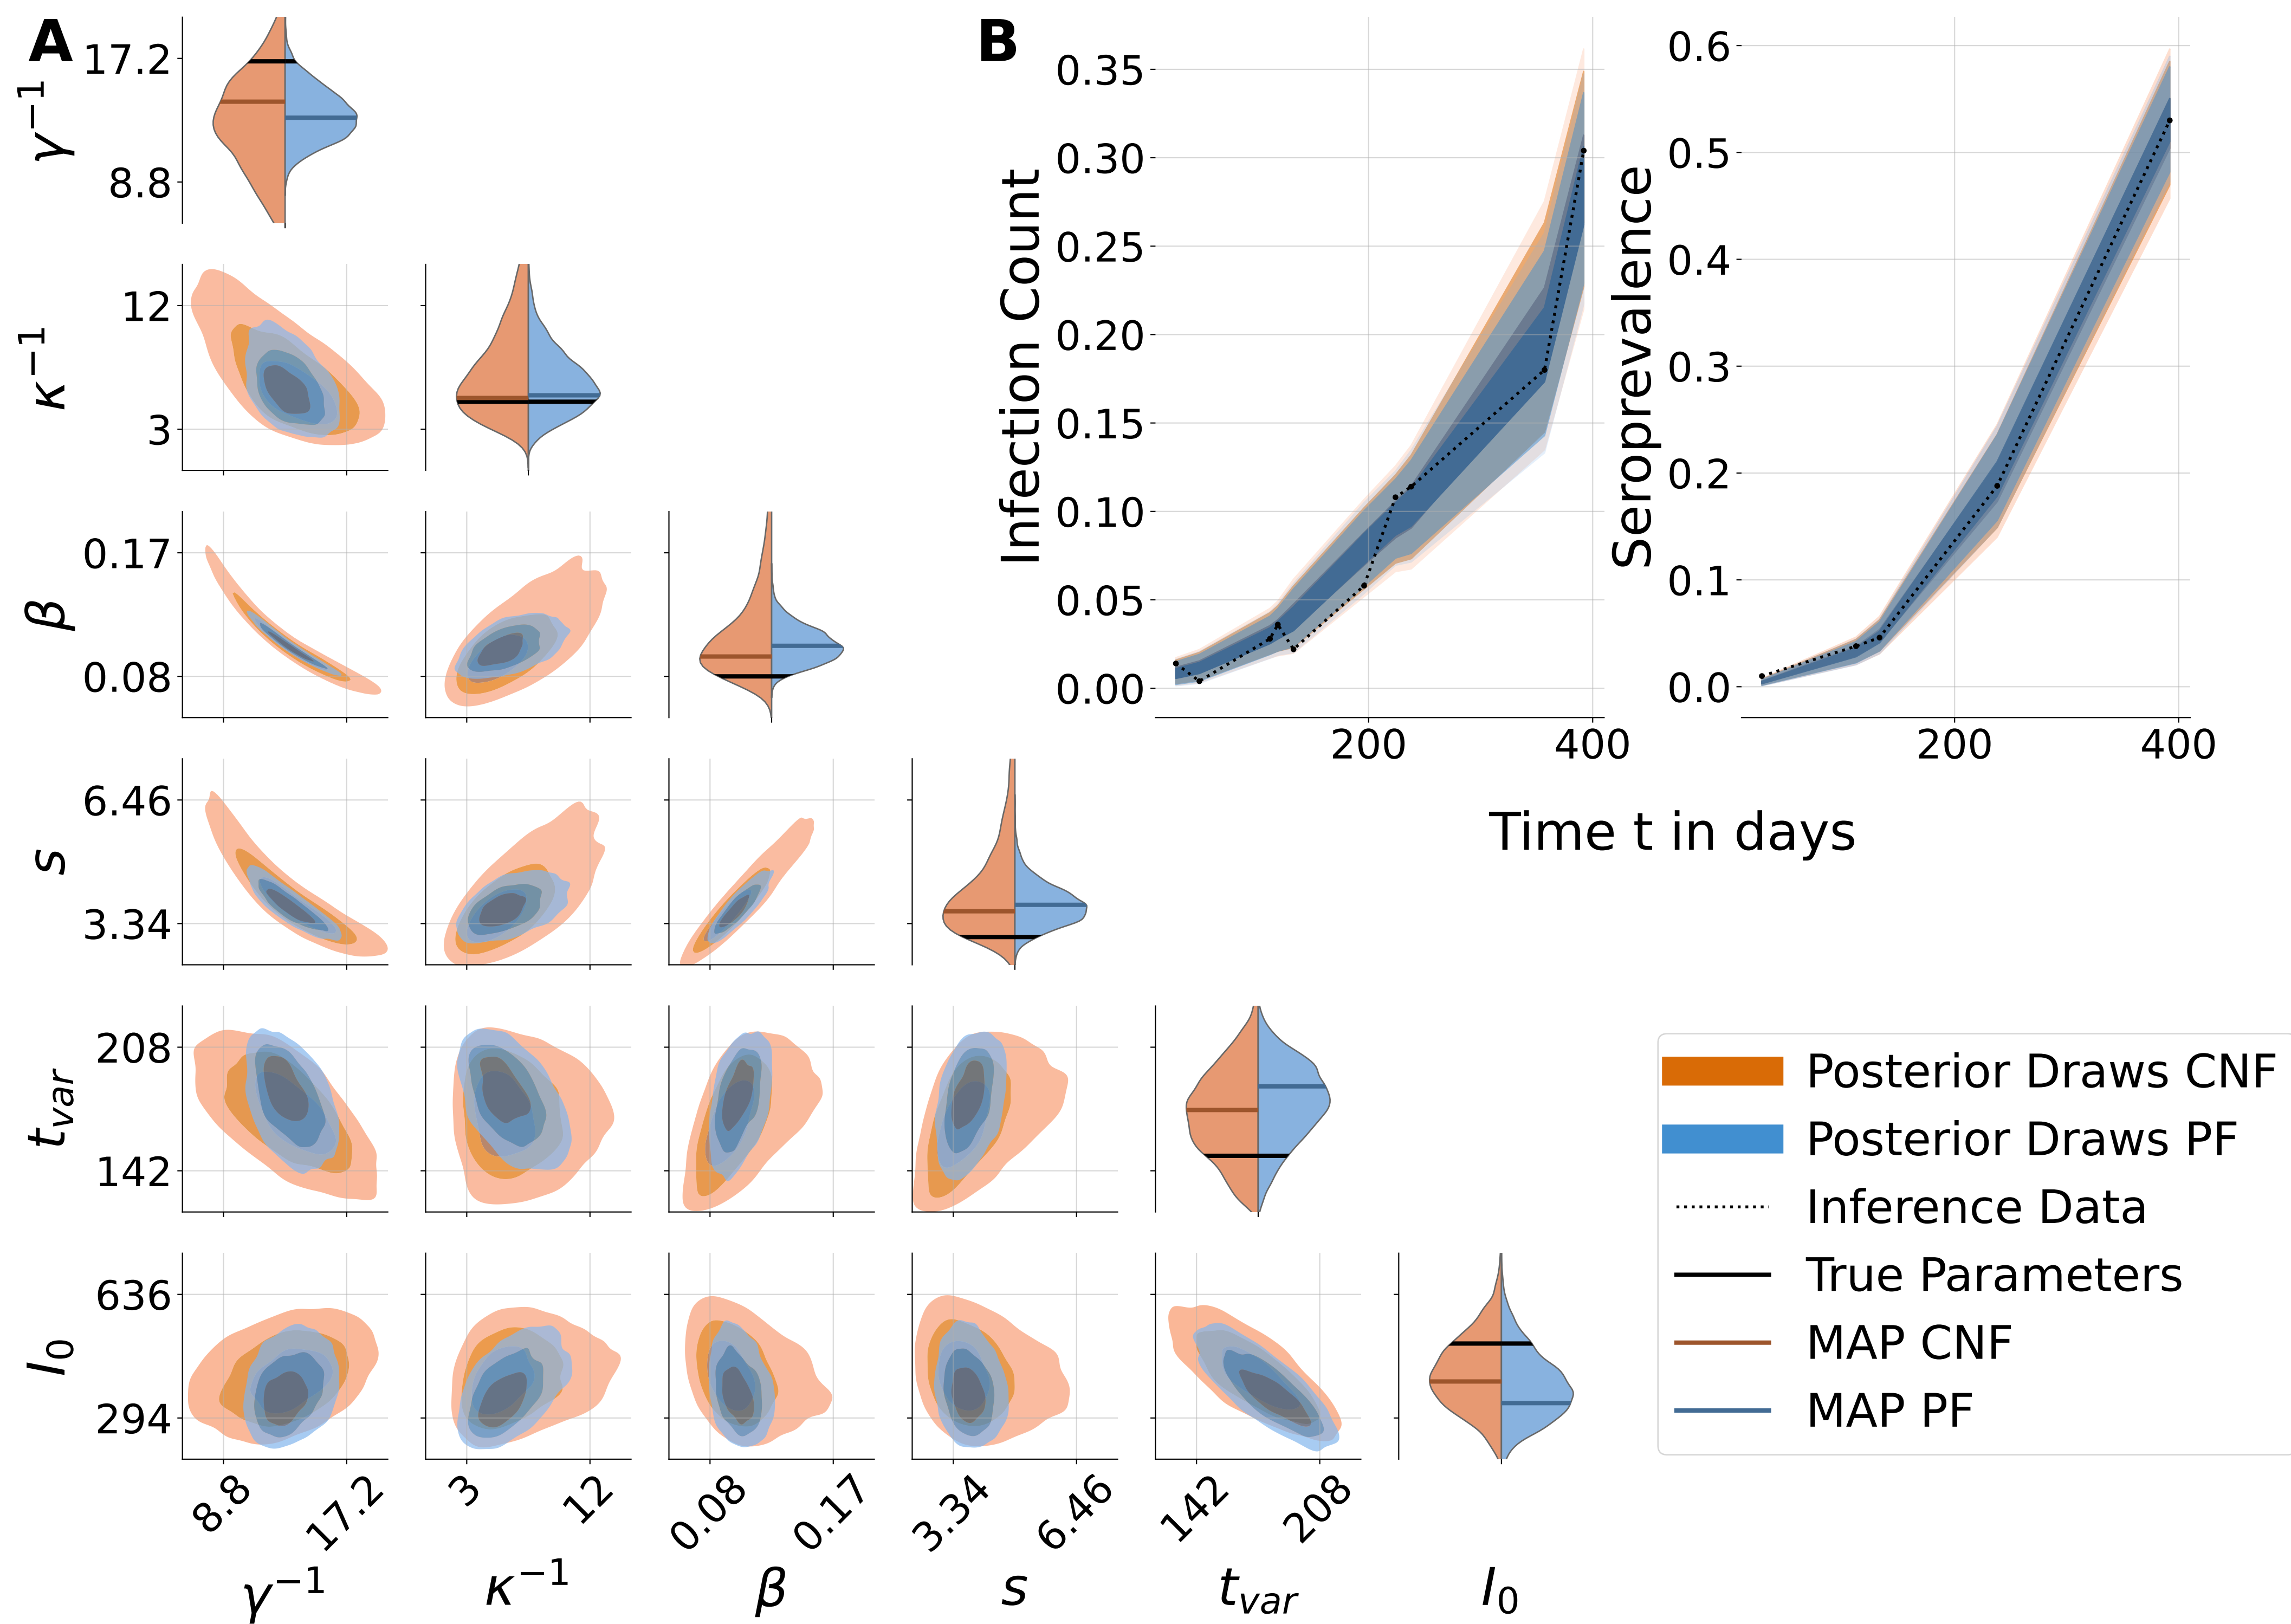 A
17.2
γ⁻¹
8.8
12
κ⁻¹
3
0.17
β
0.08
6.46
s
3.34
208
t_var
142
636
I₀
294
8.8
17.2
3
12
0.08
0.17
3.34
6.46
142
208
γ⁻¹
κ⁻¹
β
s
t_var
I₀
B
Infection Count
0.35
0.30
0.25
0.20
0.15
0.10
0.05
0.00
200
400
Seroprevalence
0.6
0.5
0.4
0.3
0.2
0.1
0.0
200
400
Time t in days
Posterior Draws CNF
Posterior Draws PF
Inference Data
True Parameters
MAP CNF
MAP PF